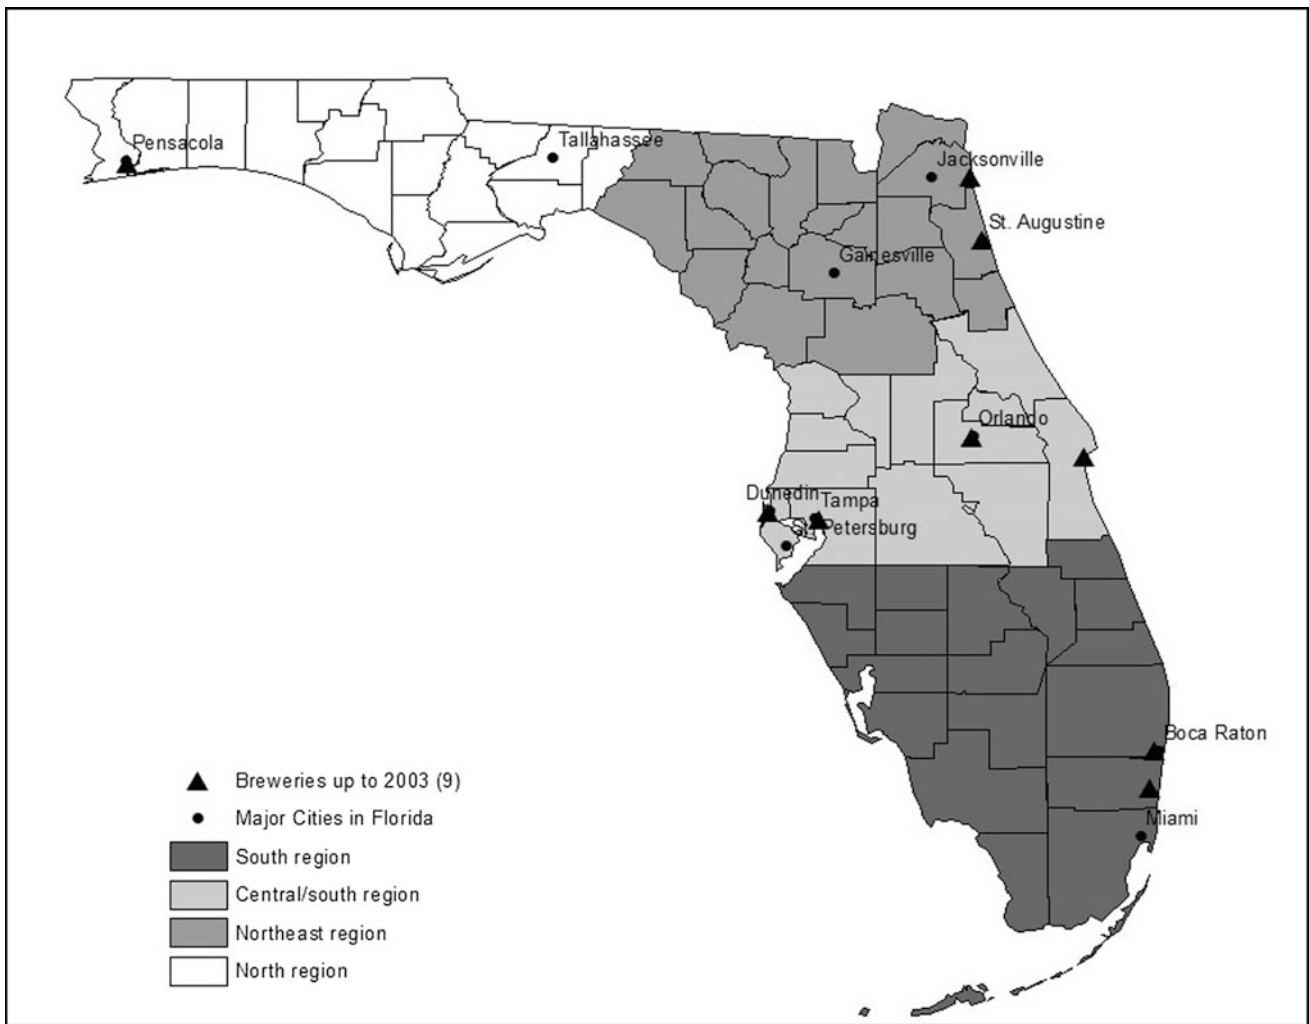 Pensacola
Tallahassee
Jacksonville
St. Augustine
Gainesville
Orlando
Dunedin
Tampa
St. Petersburg
Boca Raton
Miami
Breweries up to 2003 (9)
Major Cities in Florida
South region
Central/south region
Northeast region
North region